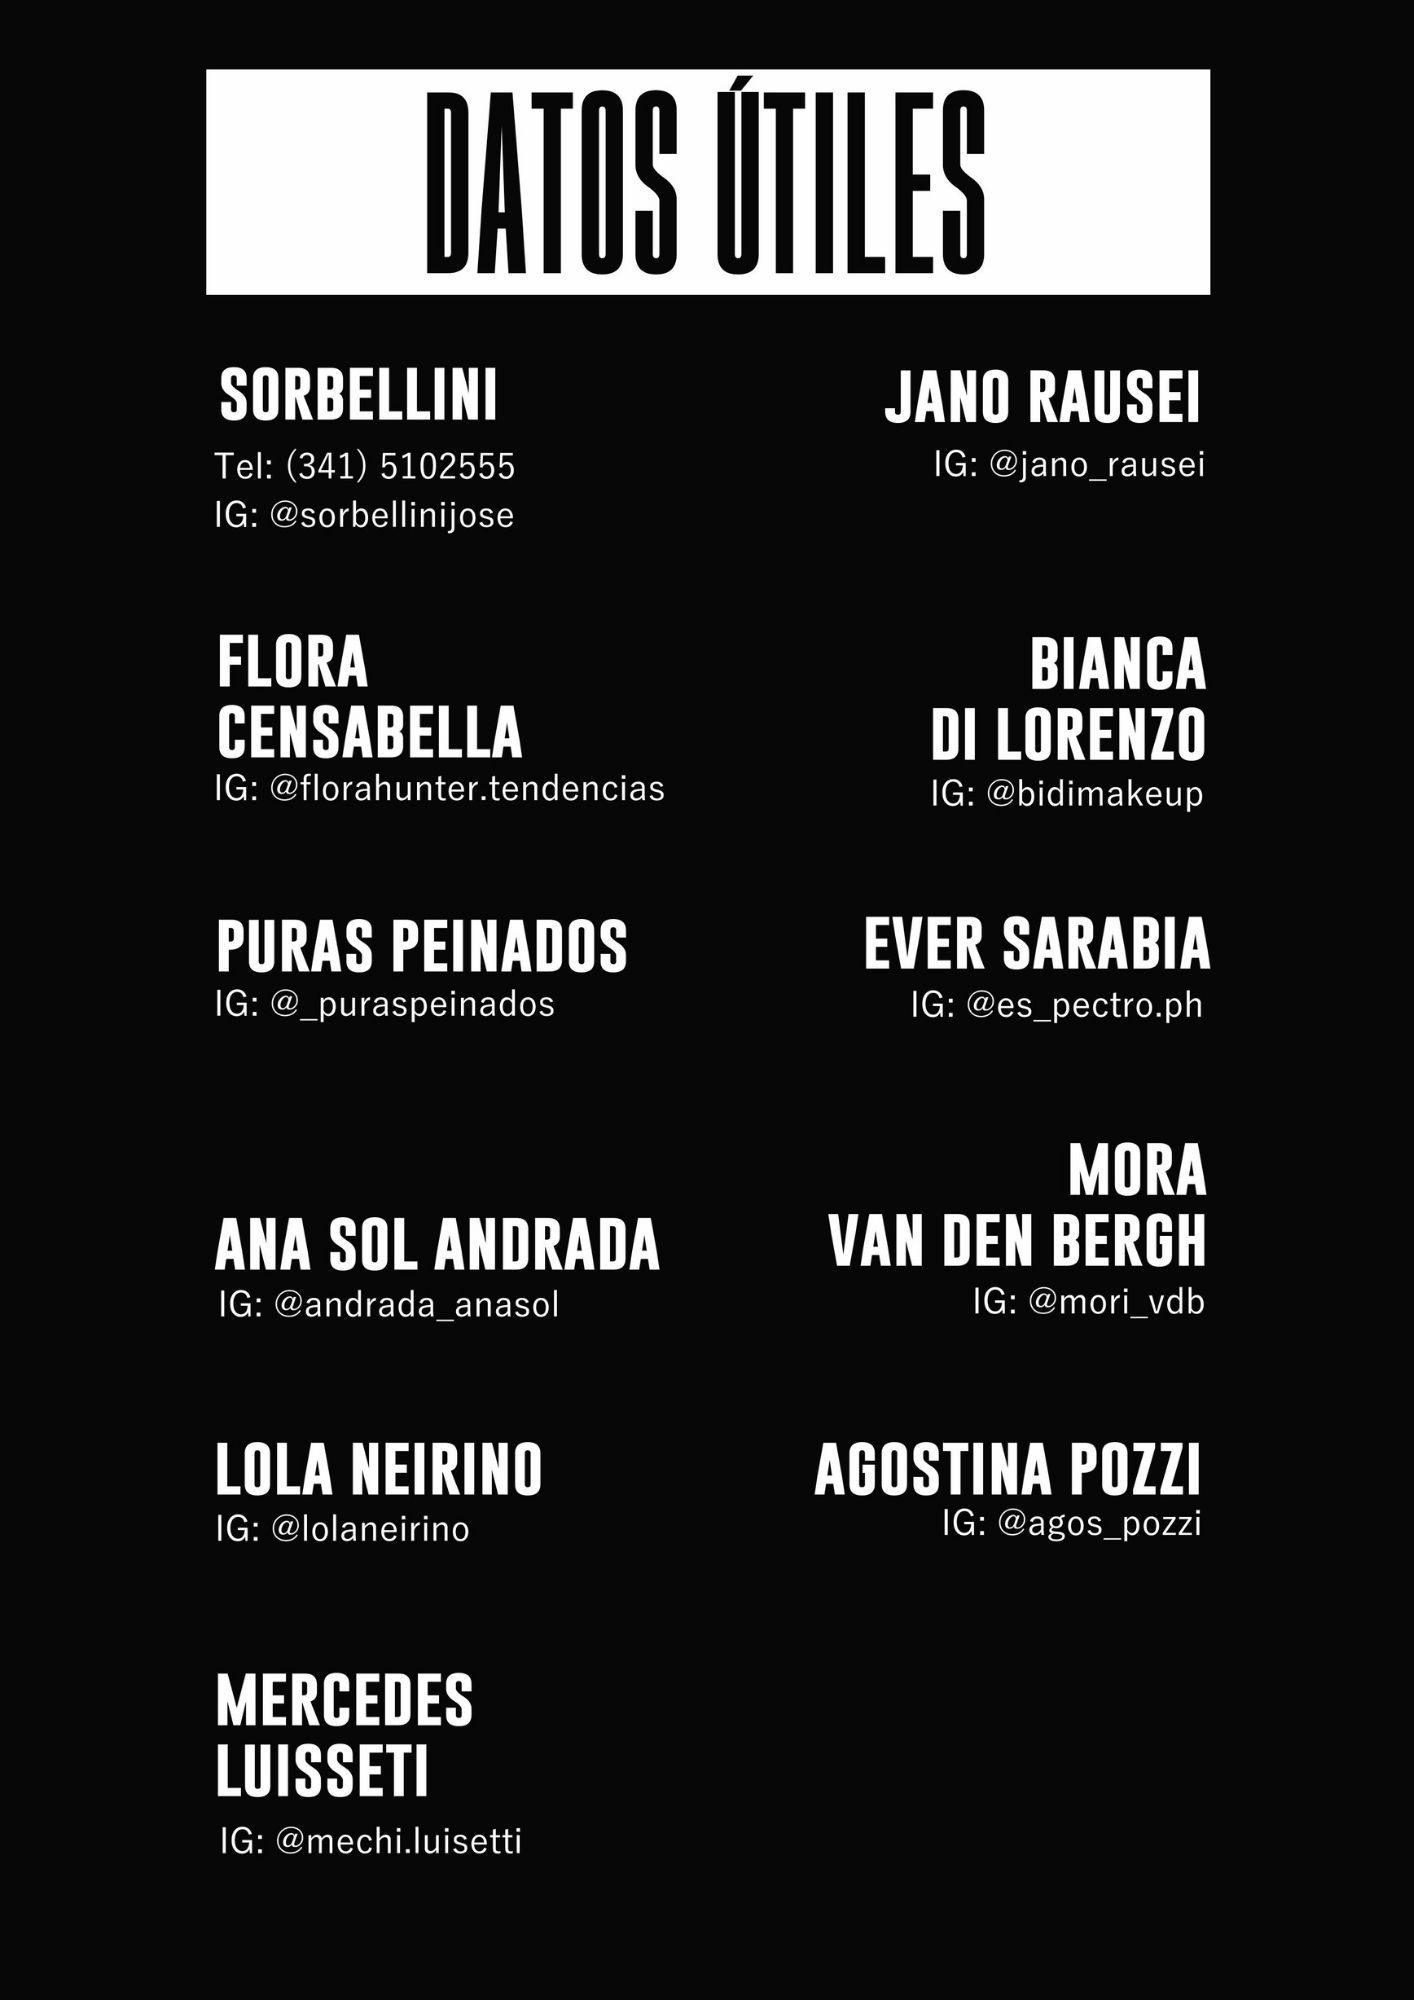 DATOS ÚTILES
SORBELLINI
Tel: (341) 5102555
IG: @sorbellinijose
JANO RAUSEI
IG: @jano_rausei
FLORA
CENSABELLA
IG: @florahunter.tendencias
BIANCA
DI LORENZO
IG: @bidimakeup
PURAS PEINADOS
IG: @_puraspeinados
EVER SARABIA
IG: @es_pectro.ph
ANA SOL ANDRADA
IG: @andrada_anasol
MORA
VAN DEN BERGH
IG: @mori_vdb
LOLA NEIRINO
IG: @lolaneirino
AGOSTINA POZZI
IG: @agos_pozzi
MERCEDES
LUISSETI
IG: @mechi.luisetti